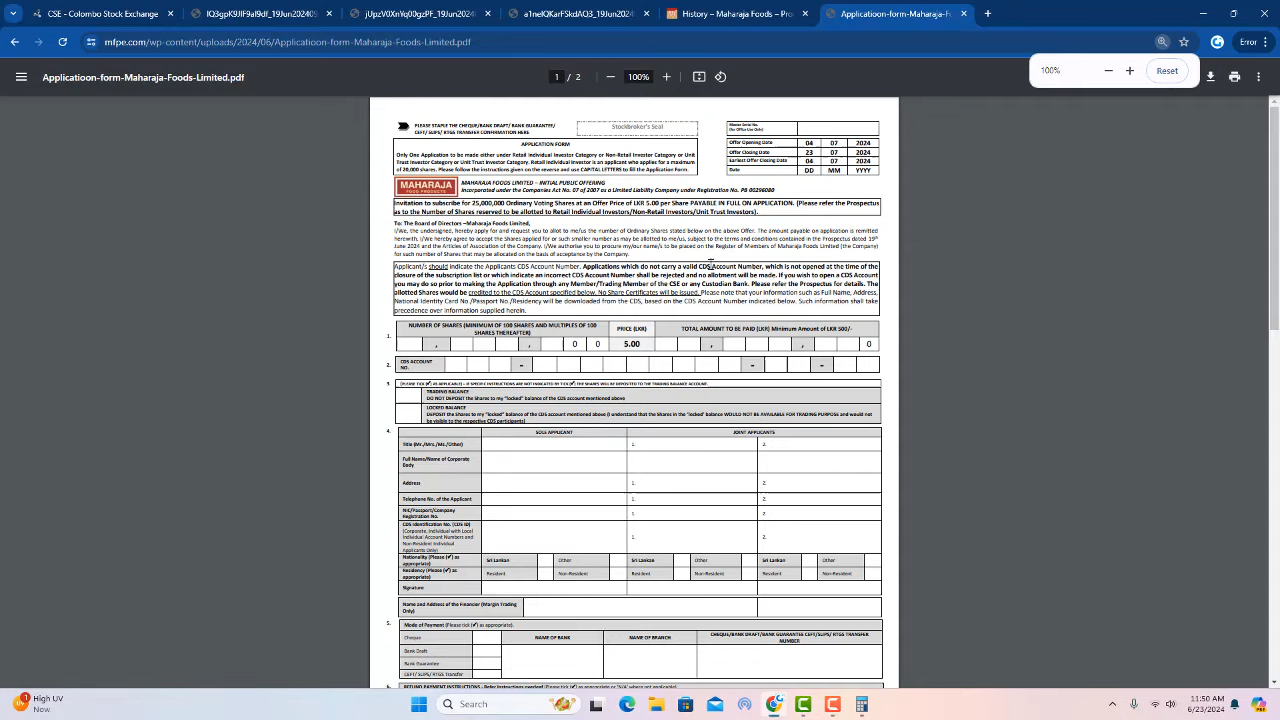 CSE - Colombo Stock Exchange
IQ3gpK9JlF9al9df_19Jun20240
jUpzV0XNnYq00E7P_19Jun2024
a1neIQKarFSkdAO3_19Jun2024
History – Maharaja Foods – Pro
Application-form-Maharaja-Fo
mfpe.com/wp-content/uploads/2024/06/Applicatioon-form-Maharaja-Foods-Limited.pdf
Error
Applicatioon-form-Maharaja-Foods-Limited.pdf
1 / 2
100%
100%
Reset
PLEASE STAPLE THE CHEQUE/BANK DRAFT/ BANK GUARANTEE/
CEFT/ SLIPS/ RTGS TRANSFER CONFIRMATION HERE
Stockbroker's Seal
Master Serial No.
(for Office Use Only)
APPLICATION FORM
Only One Application to be made either under Retail Individual Investor Category or Non-Retail Investor Category or Unit
Trust Investor Category or Unit Trust Investor Category. Retail Individual Investor is an applicant who applies for a maximum
of 20,000 shares. Please follow the instructions given on the reverse and use CAPITAL LETTERS to fill the Application Form.
Offer Opening Date 04 07 2024
Offer Closing Date 23 07 2024
Earliest Offer Closing Date 04 07 2024
Date DD MM YYYY
MAHARAJA
FOOD PRODUCTS
MAHARAJA FOODS LIMITED – INITIAL PUBLIC OFFERING
Incorporated under the Companies Act No. 07 of 2007 as a Limited Liability Company under Registration No. PB 00296080
Invitation to subscribe for 25,000,000 Ordinary Voting Shares at an Offer Price of LKR 5.00 per Share PAYABLE IN FULL ON APPLICATION. (Please refer the Prospectus
as to the Number of Shares reserved to be allotted to Retail Individual Investors/Non-Retail Investors/Unit Trust Investors).
To: The Board of Directors –Maharaja Foods Limited,
I/We, the undersigned, hereby apply for and request you to allot to me/us the number of Ordinary Shares stated below on the above Offer. The amount payable on application is remitted
herewith. I/We hereby agree to accept the Shares applied for or such smaller number as may be allotted to me/us, subject to the terms and conditions contained in the Prospectus dated 19th
June 2024 and the Articles of Association of the Company. I/We authorise you to procure my/our name/s to be placed on the Register of Members of Maharaja Foods Limited (the Company)
for such number of Shares that may be allotted on the basis of acceptance by the Company.
Applicant/s should indicate the Applicants CDS Account Number. Applications which do not carry a valid CDS Account Number, which is not opened at the time of the
closure of the subscription list or which indicate an incorrect CDS Account Number shall be rejected and no allotment will be made. If you wish to open a CDS Account
you may do so prior to making the Application through any Member/Trading Member of the CSE or any Custodian Bank. Please refer the Prospectus for details. The
allotted Shares would be credited to the CDS Account specified below. No Share Certificates will be issued. Please note that your information such as Full Name, Address,
National Identity Card No./Passport No./Residency will be downloaded from the CDS, based on the CDS Account Number indicated below. Such information shall take
precedence over information supplied herein.
1. NUMBER OF SHARES (MINIMUM OF 100 SHARES AND MULTIPLES OF 100
SHARES THEREAFTER) PRICE (LKR) TOTAL AMOUNT TO BE PAID (LKR) Minimum Amount of LKR 500/-
, , 0 0 5.00 , , 0
2. CDS ACCOUNT
NO. - - -
3 (PLEASE TICK (✔) AS APPLICABLE) – IF SPECIFIC INSTRUCTIONS ARE NOT INDICATED BY TICK (✔) THE SHARES WILL BE DEPOSITED TO THE TRADING BALANCE ACCOUNT.
TRADING BALANCE
DO NOT DEPOSIT the Shares to my "locked" balance of the CDS account mentioned above
LOCKED BALANCE
DEPOSIT the Shares to my "locked" balance of the CDS account mentioned above (I understand that the Shares in the 'locked' balance WOULD NOT BE AVAILABLE FOR TRADING PURPOSE and would not
be visible to the respective CDS participants)
4. SOLE APPLICANT JOINT APPLICANTS
Title (Mr./Mrs./Ms./Other) 1. 2.
Full Name/Name of Corporate
Body
Address 1. 2.
Telephone No. of the Applicant 1. 2.
NIC/Passport/Company
Registration No. 1. 2.
CDS Identification No. (CDS ID)
(Corporate, Individual with Local
Individual Account Numbers and
Non-Resident Individual
Applicants Only) 1. 2.
Nationality (Please (✔) as
appropriate) Sri Lankan Other Sri Lankan Other Sri Lankan Other
Residency (Please (✔) as
appropriate) Resident Non-Resident Resident Non-Resident Resident Non-Resident
Signature
Name and Address of the Financier (Margin Trading
Only)
5. Mode of Payment (Please tick (✔) as appropriate).
Cheque NAME OF BANK NAME OF BRANCH CHEQUE/BANK DRAFT/BANK GUARANTEE CEFT/SLIPS/ RTGS TRANSFER
NUMBER
Bank Draft
Bank Guarantee
CEFT/ SLIPS/ RTGS Transfer
High UV
Now
Search
11:50 AM
6/23/2024